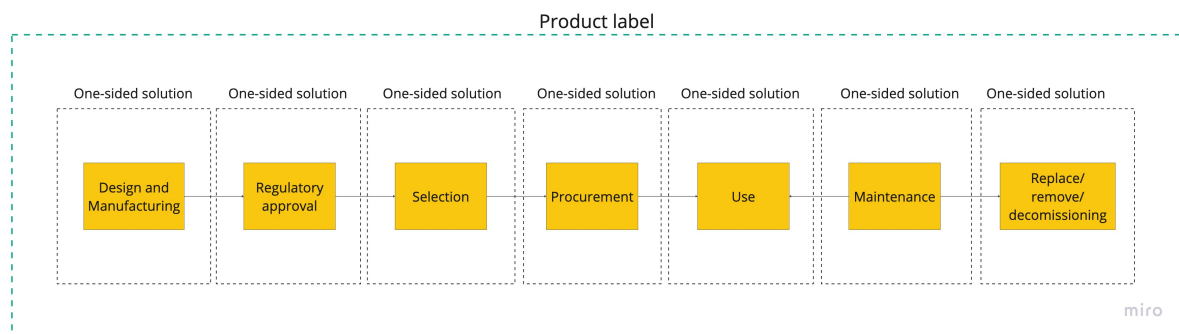 Product label
One-sided solution
One-sided solution
One-sided solution
One-sided solution
One-sided solution
One-sided solution
One-sided solution
Design and
Manufacturing
Regulatory
approval
Selection
Procurement
Use
Maintenance
Replace/
remove/
decomissioning
miro